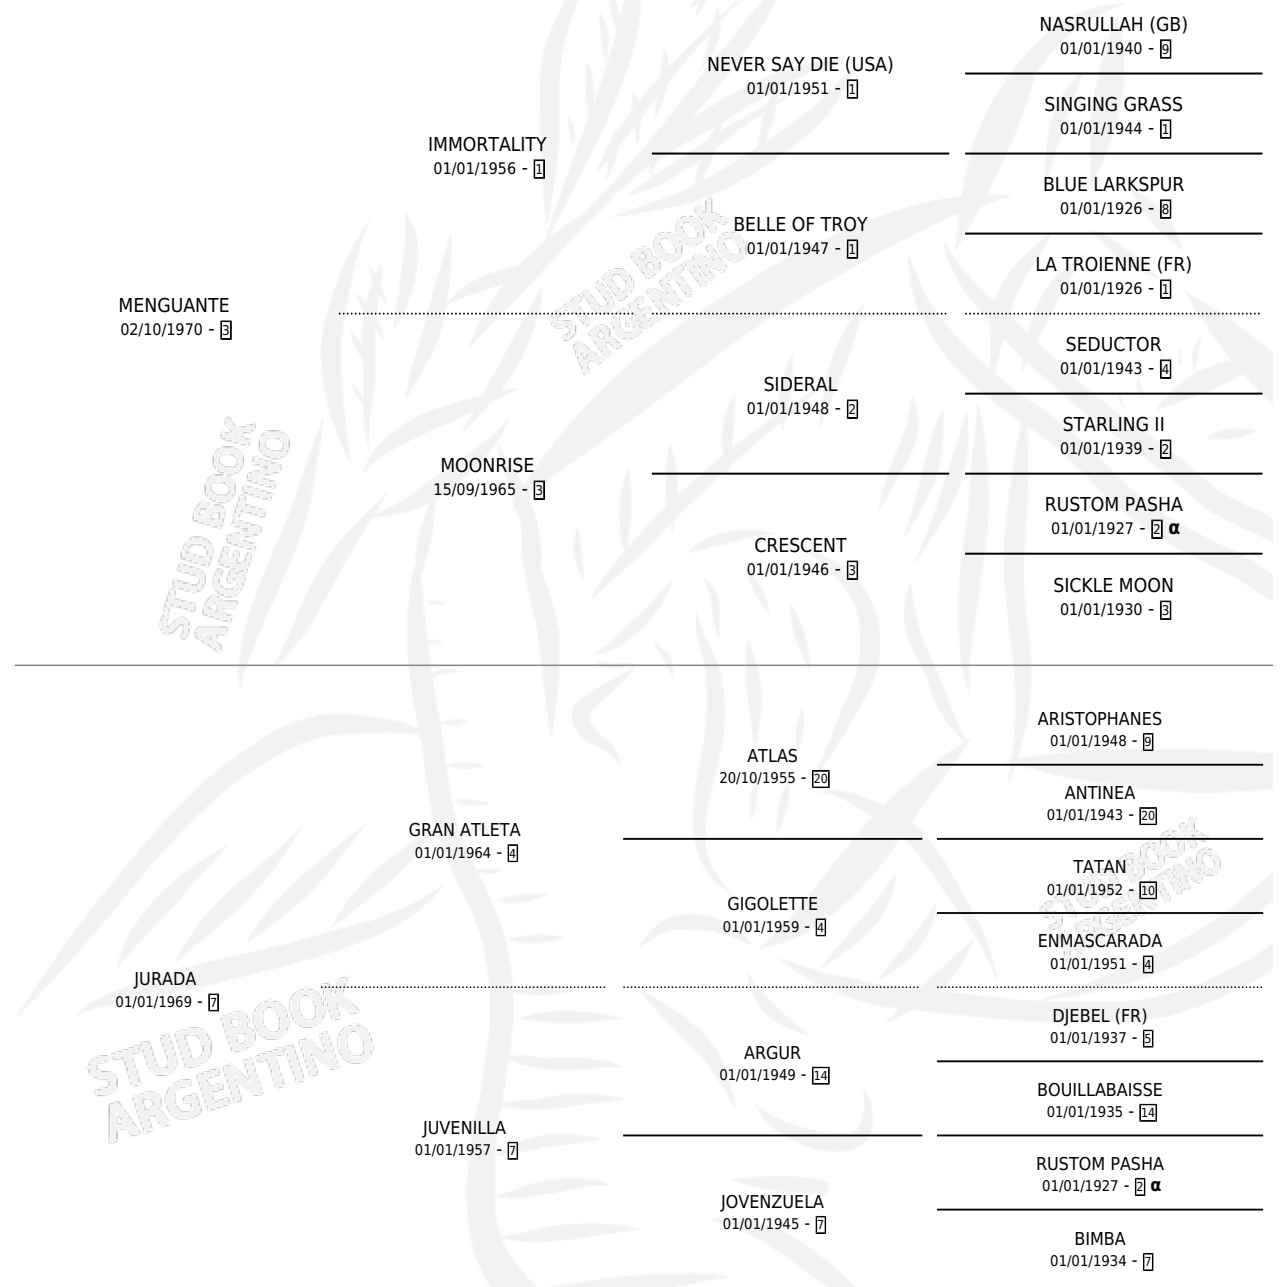 NASRULLAH (GB)
01/01/1940 - 9
NEVER SAY DIE (USA)
01/01/1951 - 1
SINGING GRASS
01/01/1944 - 1
IMMORTALITY
01/01/1956 - 1
BLUE LARKSPUR
01/01/1926 - 8
BELLE OF TROY
01/01/1947 - 1
LA TROIENNE (FR)
01/01/1926 - 1
MENGUANTE
02/10/1970 - 3
SEDUCTOR
01/01/1943 - 4
SIDERAL
01/01/1948 - 2
STARLING II
01/01/1939 - 2
MOONRISE
15/09/1965 - 3
RUSTOM PASHA
01/01/1927 - 2 α
CRESCENT
01/01/1946 - 3
SICKLE MOON
01/01/1930 - 3
ARISTOPHANES
01/01/1948 - 9
ATLAS
20/10/1955 - 20
ANTINEA
01/01/1943 - 20
GRAN ATLETA
01/01/1964 - 4
TATAN
01/01/1952 - 10
GIGOLETTE
01/01/1959 - 4
ENMASCARADA
01/01/1951 - 4
JURADA
01/01/1969 - 7
DJEBEL (FR)
01/01/1937 - 5
ARGUR
01/01/1949 - 14
BOUILLABAISSE
01/01/1935 - 14
JUVENILLA
01/01/1957 - 7
RUSTOM PASHA
01/01/1927 - 2 α
JOVENZUELA
01/01/1945 - 7
BIMBA
01/01/1934 - 7
STUD BOOK
ARGENTINO
STUD BOOK
ARGENTINO
STUD BOOK
ARGENTINO
STUD BOOK
ARGENTINO